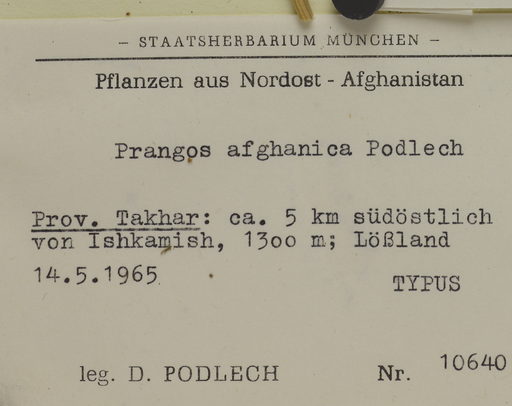 – STAATSHERBARIUM MÜNCHEN –
Pflanzen aus Nordost - Afghanistan
Prangos afghanica Podlech
Prov. Takhar: ca. 5 km südöstlich
von Ishkamish, 13oo m; Lößland
14.5.1965
TYPUS
leg. D. PODLECH Nr. 10640